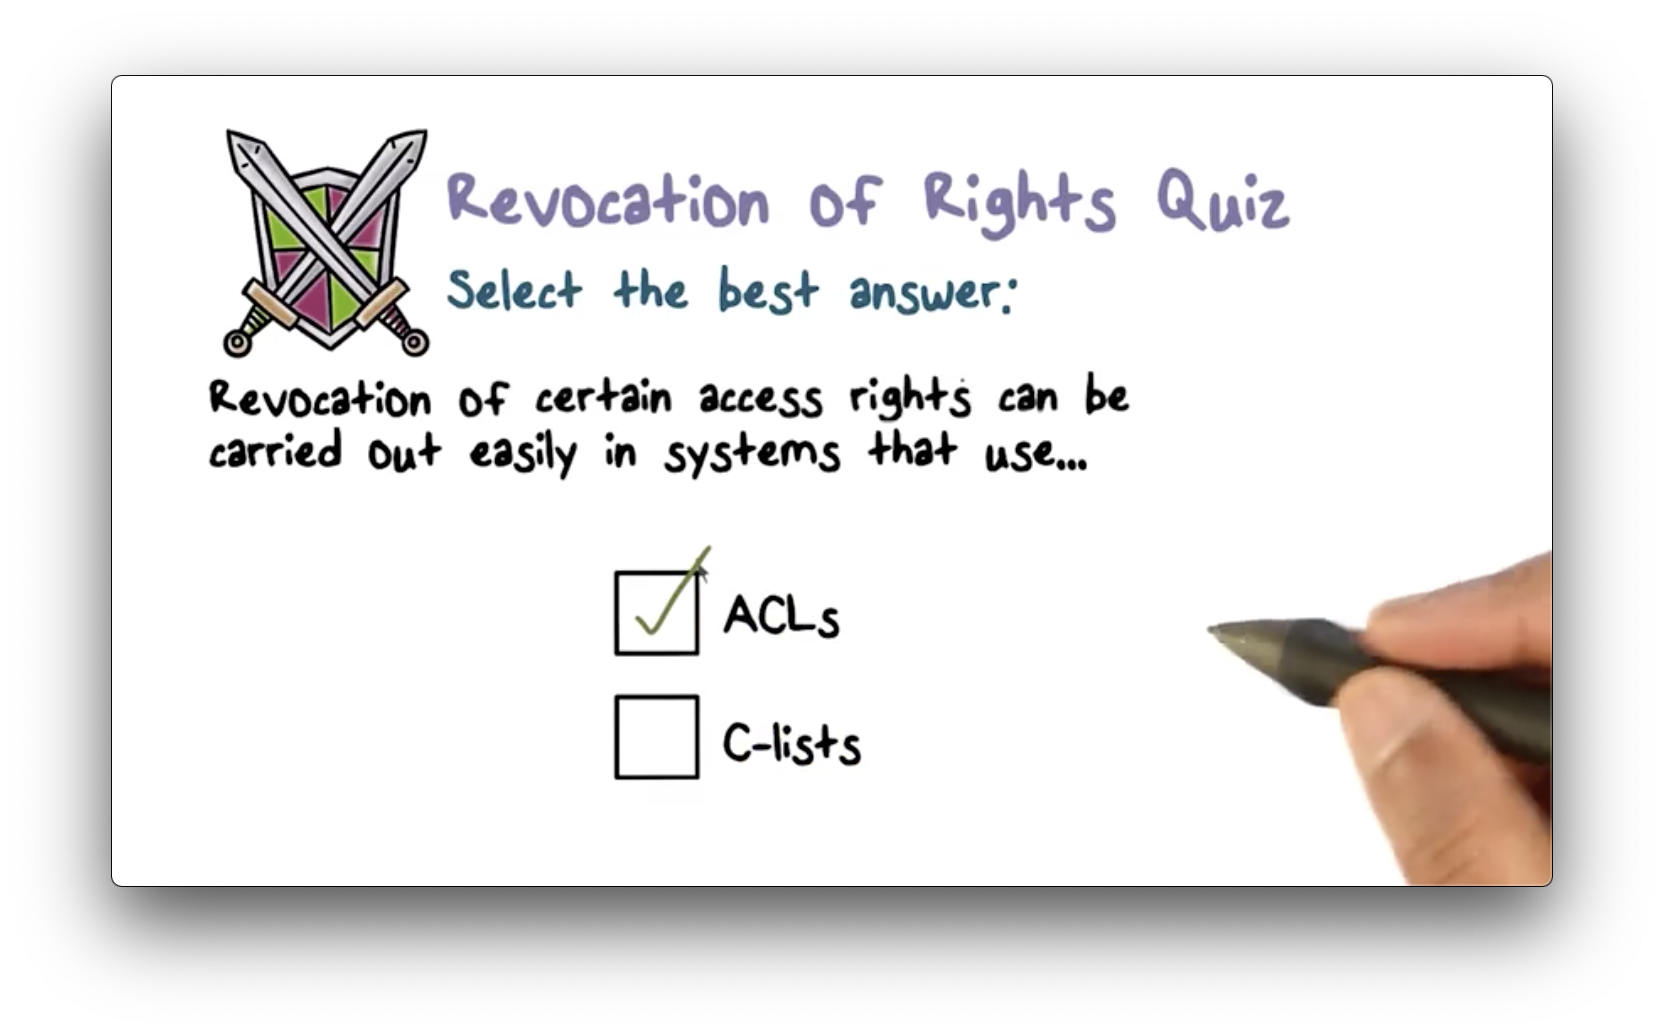 Revocation of Rights Quiz
Select the best answer:
Revocation of certain access rights can be
carried out easily in systems that use...
ACLs
C-lists